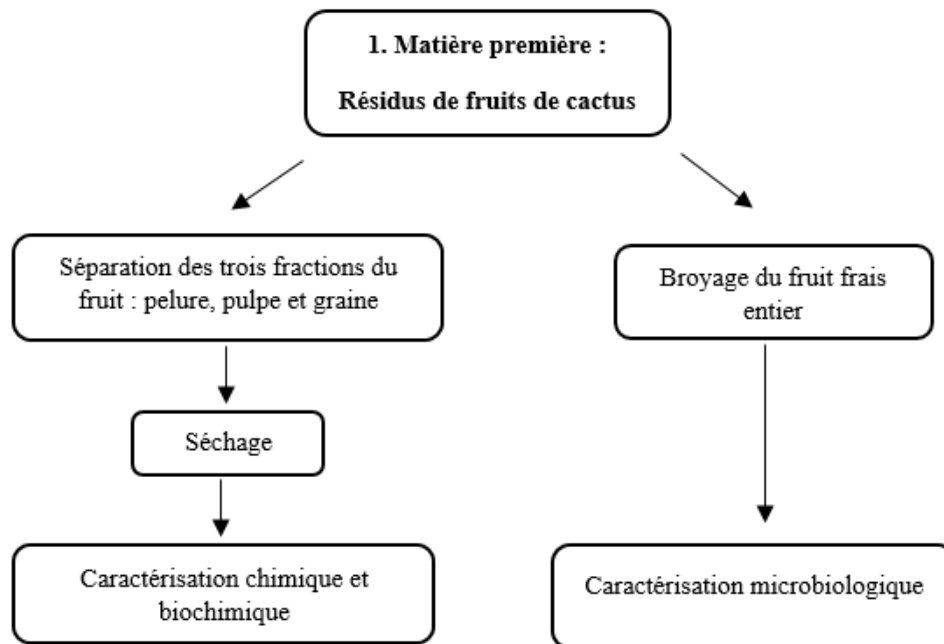 1. Matière première :
Résidus de fruits de cactus
Séparation des trois fractions du
fruit : pelure, pulpe et graine
Broyage du fruit frais
entier
Séchage
Caractérisation chimique et
biochimique
Caractérisation microbiologique